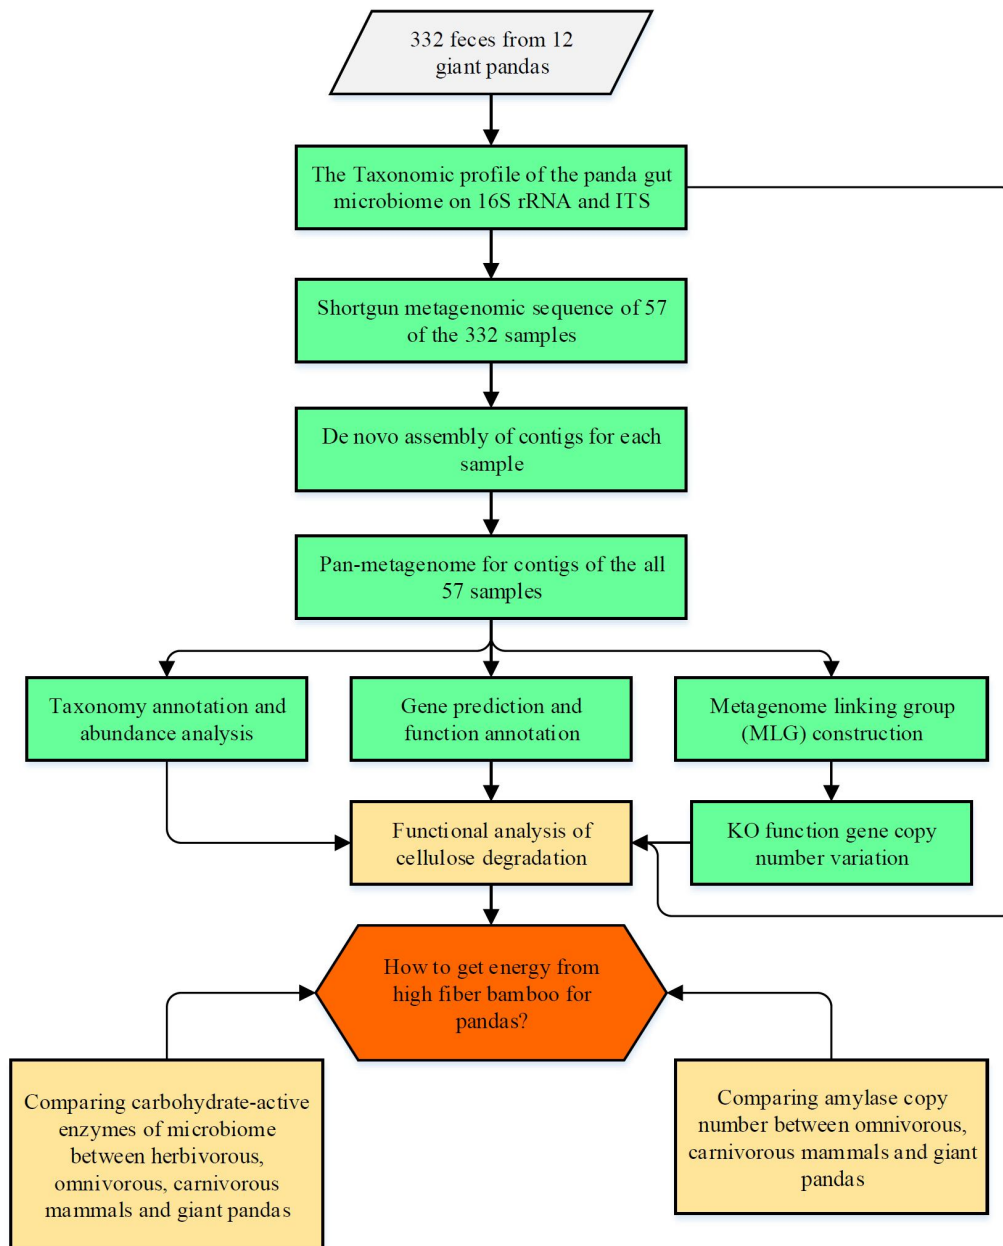 332 feces from 12
giant pandas
The Taxonomic profile of the panda gut
microbiome on 16S rRNA and ITS
Shortgun metagenomic sequence of 57
of the 332 samples
De novo assembly of contigs for each
sample
Pan-metagenome for contigs of the all
57 samples
Taxonomy annotation and
abundance analysis
Gene prediction and
function annotation
Metagenome linking group
(MLG) construction
Functional analysis of
cellulose degradation
KO function gene copy
number variation
How to get energy from
high fiber bamboo for
pandas?
Comparing carbohydrate-active
enzymes of microbiome
between herbivorous,
omnivorous, carnivorous
mammals and giant pandas
Comparing amylase copy
number between omnivorous,
carnivorous mammals and giant
pandas